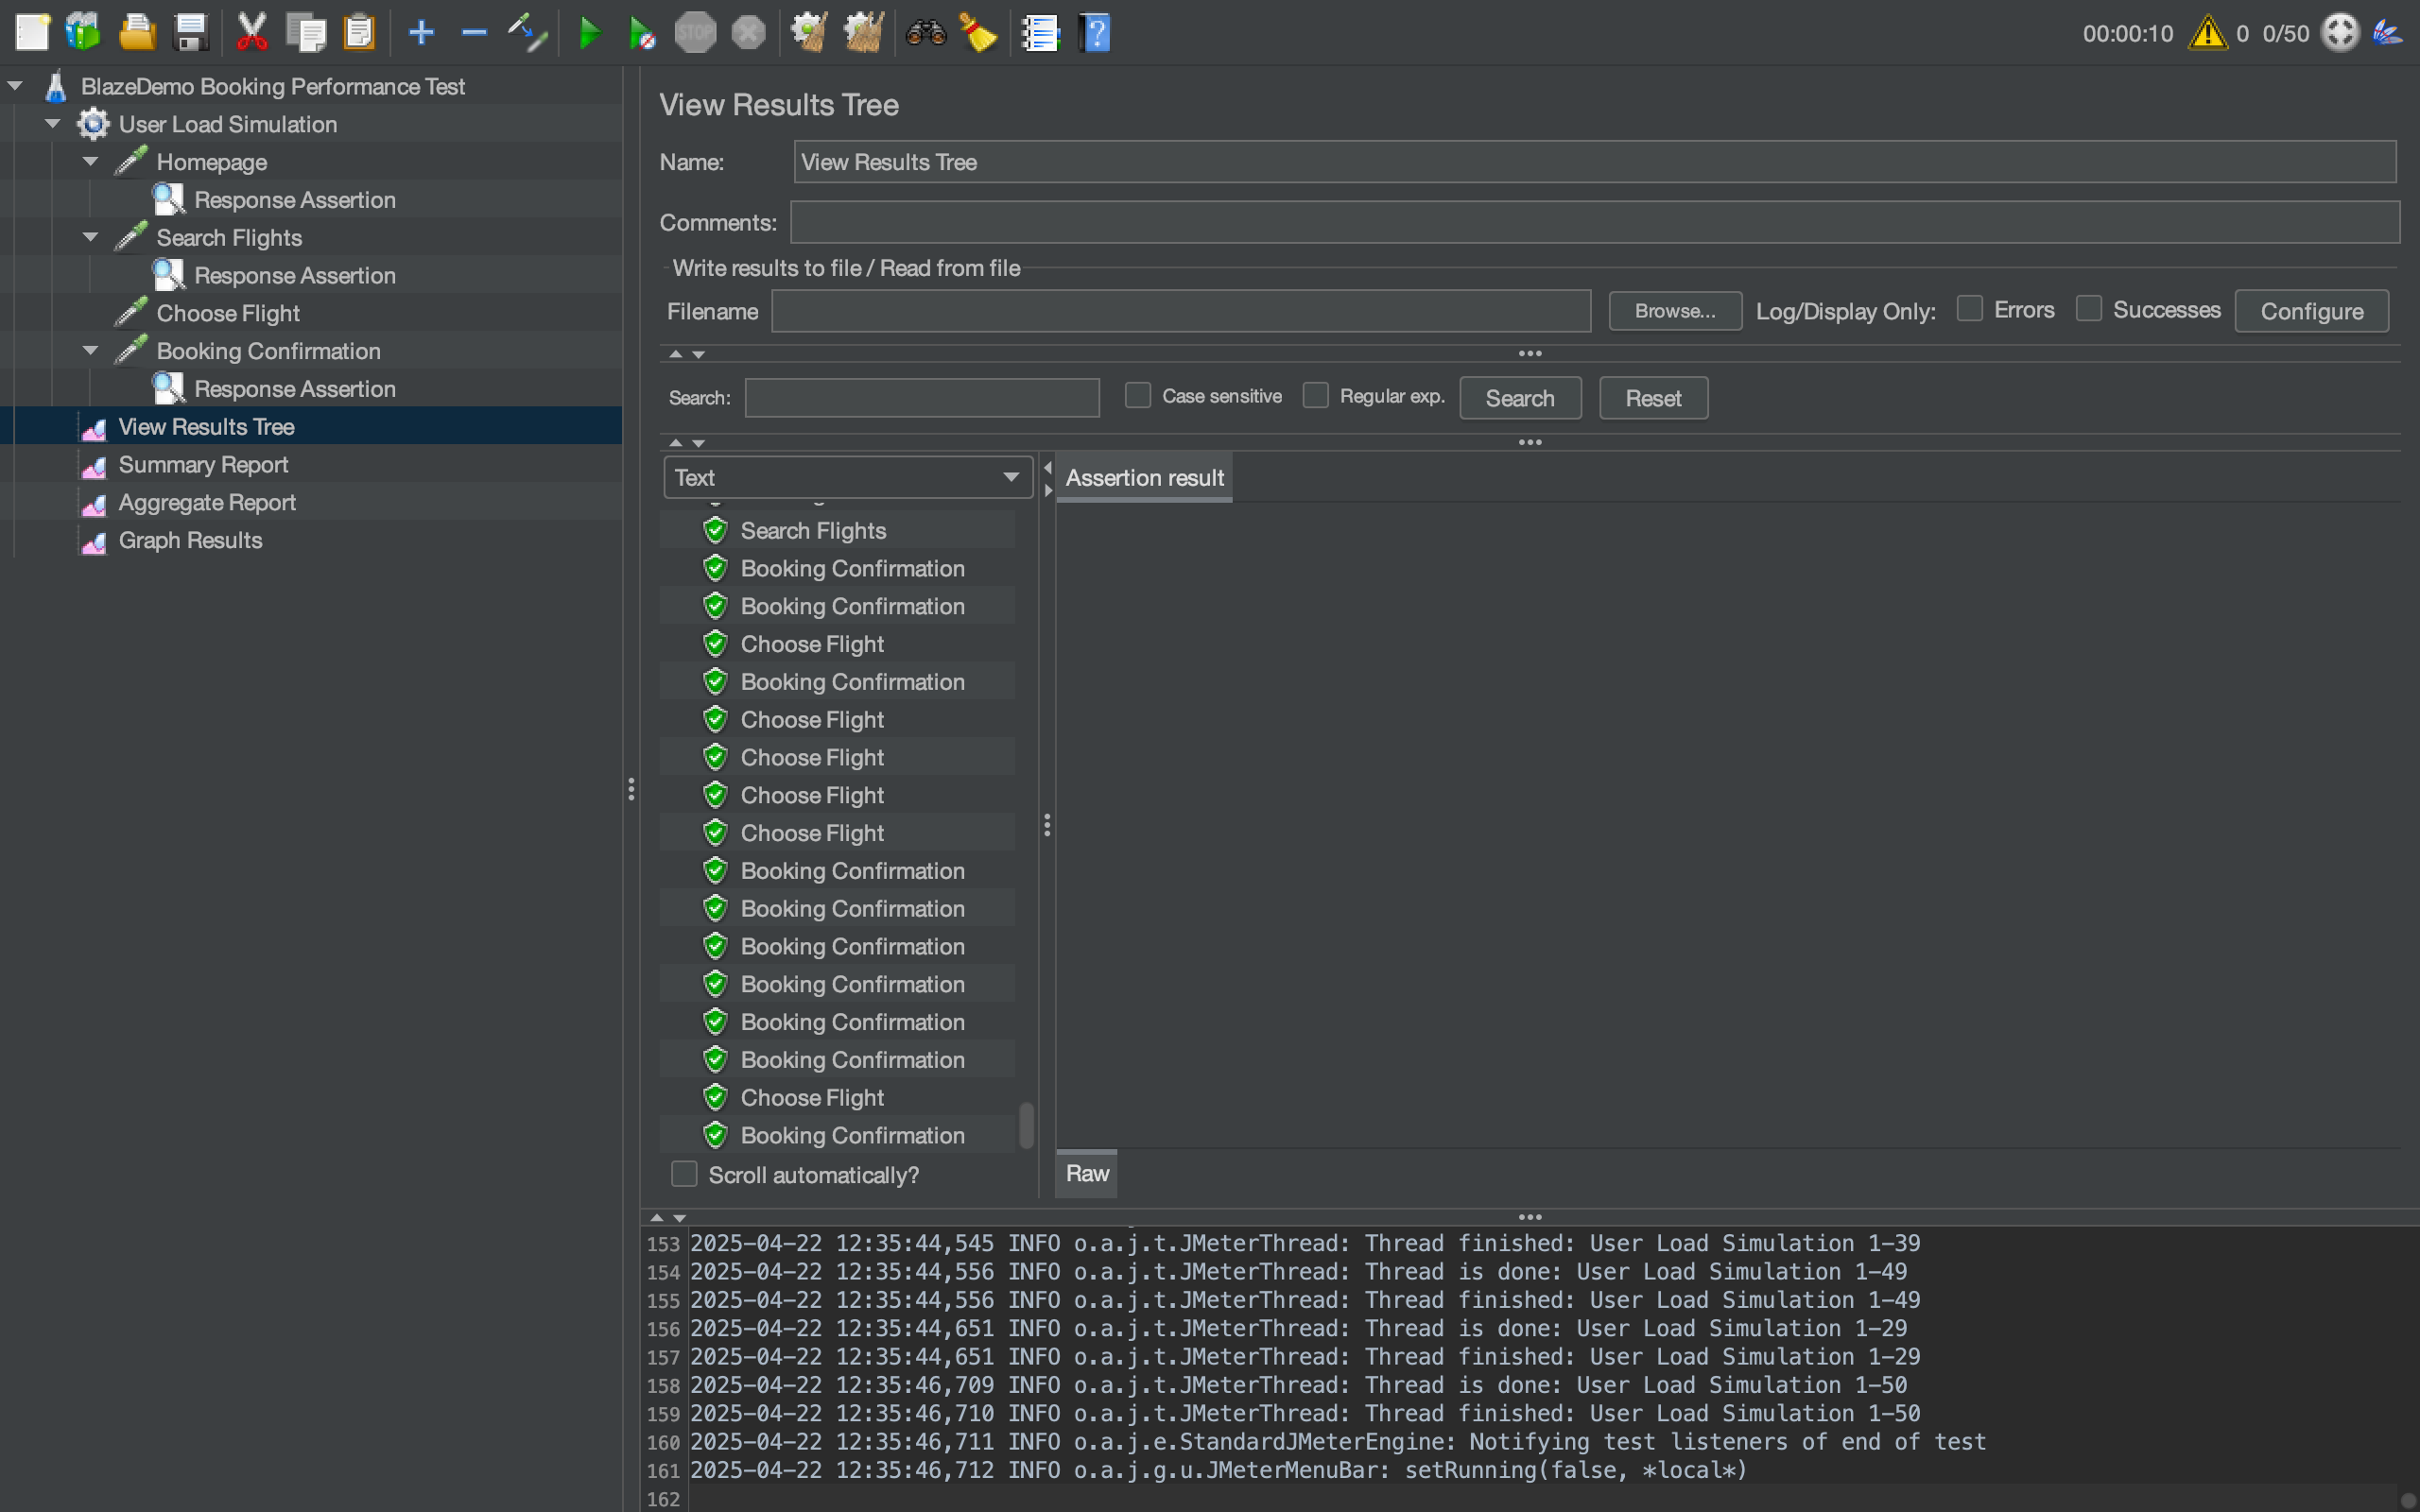 STOP
00:00:10
0
0/50
BlazeDemo Booking Performance Test
User Load Simulation
Homepage
Response Assertion
Search Flights
Response Assertion
Choose Flight
Booking Confirmation
Response Assertion
View Results Tree
Summary Report
Aggregate Report
Graph Results
View Results Tree
Name: View Results Tree
Comments:
Write results to file / Read from file
Filename Browse... Log/Display Only: Errors Successes Configure
Search: Case sensitive Regular exp. Search Reset
Text
Search Flights
Booking Confirmation
Booking Confirmation
Choose Flight
Booking Confirmation
Choose Flight
Choose Flight
Choose Flight
Choose Flight
Booking Confirmation
Booking Confirmation
Booking Confirmation
Booking Confirmation
Booking Confirmation
Booking Confirmation
Choose Flight
Booking Confirmation
Scroll automatically?
Assertion result
Raw
153 2025-04-22 12:35:44,545 INFO o.a.j.t.JMeterThread: Thread finished: User Load Simulation 1-39
154 2025-04-22 12:35:44,556 INFO o.a.j.t.JMeterThread: Thread is done: User Load Simulation 1-49
155 2025-04-22 12:35:44,556 INFO o.a.j.t.JMeterThread: Thread finished: User Load Simulation 1-49
156 2025-04-22 12:35:44,651 INFO o.a.j.t.JMeterThread: Thread is done: User Load Simulation 1-29
157 2025-04-22 12:35:44,651 INFO o.a.j.t.JMeterThread: Thread finished: User Load Simulation 1-29
158 2025-04-22 12:35:46,709 INFO o.a.j.t.JMeterThread: Thread is done: User Load Simulation 1-50
159 2025-04-22 12:35:46,710 INFO o.a.j.t.JMeterThread: Thread finished: User Load Simulation 1-50
160 2025-04-22 12:35:46,711 INFO o.a.j.e.StandardJMeterEngine: Notifying test listeners of end of test
161 2025-04-22 12:35:46,712 INFO o.a.j.g.u.JMeterMenuBar: setRunning(false, *local*)
162